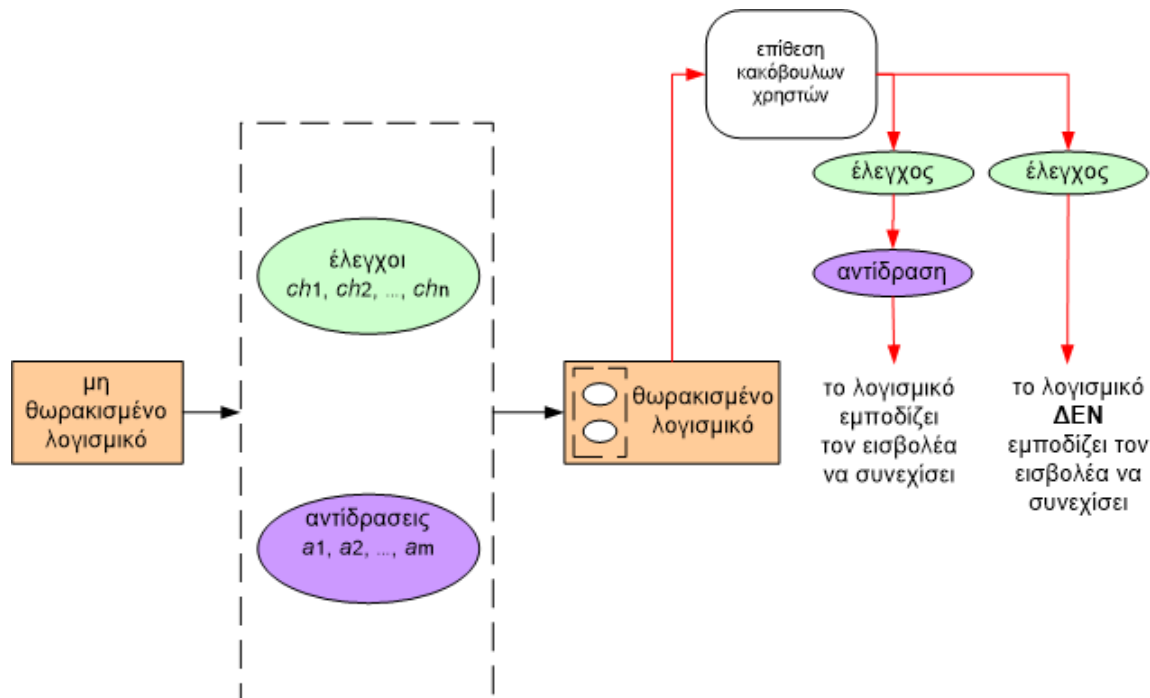 επίθεση
κακόβουλων
χρηστών
έλεγχος
έλεγχος
έλεγχοι
ch1, ch2, ..., chn
αντίδραση
μη
θωρακισμένο
λογισμικό
θωρακισμένο
λογισμικό
το λογισμικό
εμποδίζει
τον εισβολέα
να συνεχίσει
το λογισμικό
ΔΕΝ
εμποδίζει τον
εισβολέα να
συνεχίσει
αντίδρασεις
a1, a2, ..., am